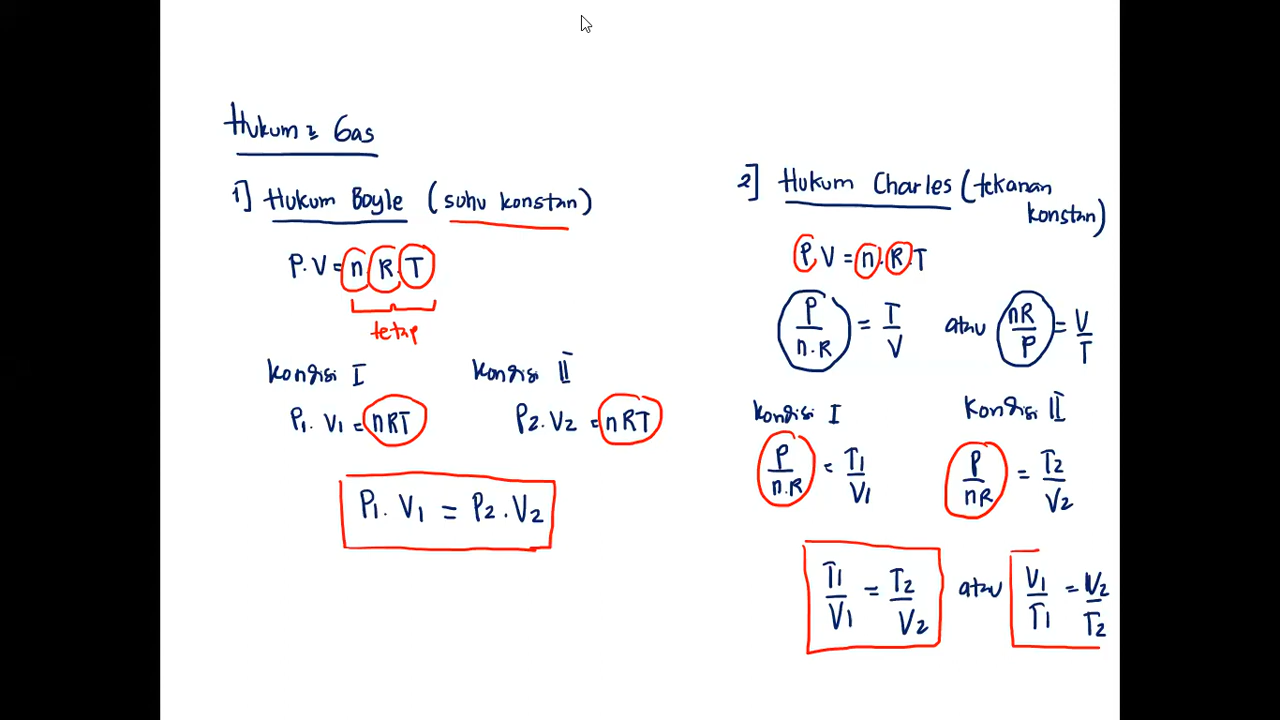 Hukum² Gas
1] Hukum Boyle (suhu konstan)
P.V = n R T
tetap
Kondisi I
P1. V1 = nRT
Kondisi II
P2. V2 = nRT
P1. V1 = P2. V2
2] Hukum Charles (tekanan
konstan)
P V = n.R.T
P/n.R = T/V atau nR/P = V/T
Kondisi I
P/n.R = T1/V1
Kondisi II
P/nR = T2/V2
T1/V1 = T2/V2 atau V1/T1 = V2/T2